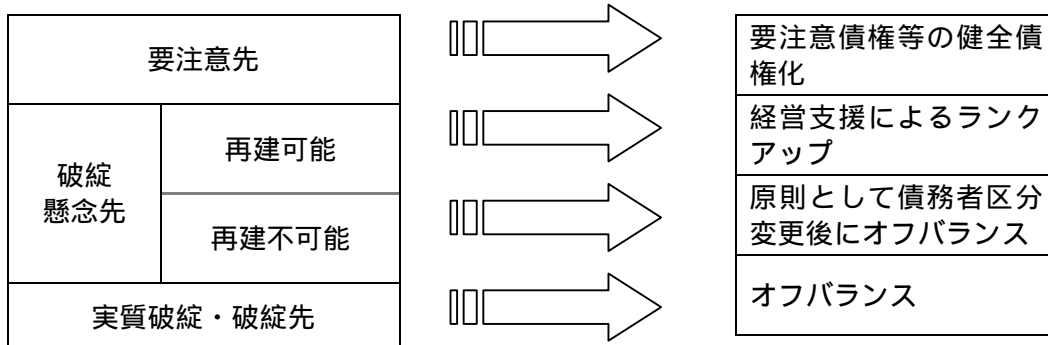 要注意先
破綻
懸念先
再建可能
再建不可能
実質破綻・破綻先
要注意債権等の健全債
権化
経営支援によるランク
アップ
原則として債務者区分
変更後にオフバランス
オフバランス